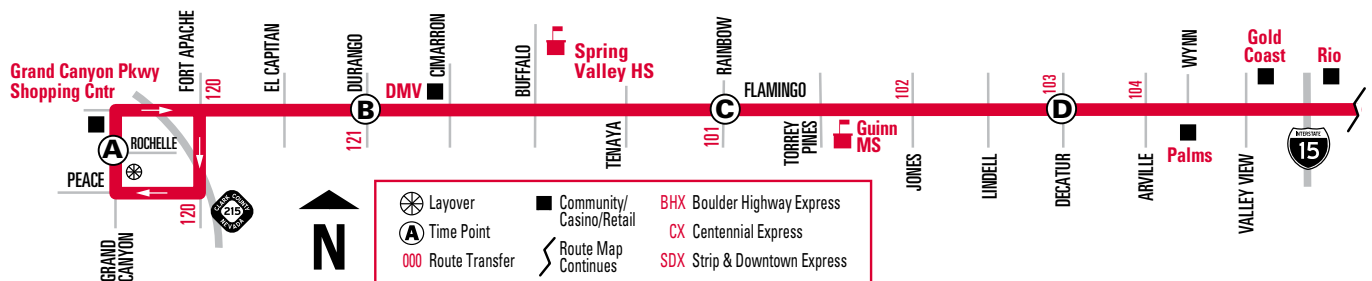 Grand Canyon Pkwy
Shopping Cntr
FORT APACHE
120
EL CAPITAN
DURANGO
B
121
DMV
CIMARRON
BUFFALO
Spring
Valley HS
TENAYA
RAINBOW
C
101
FLAMINGO
TORREY
PINES
Guinn
MS
102
JONES
LINDELL
103
D
DECATUR
104
ARVILLE
WYNN
Palms
Gold
Coast
VALLEY VIEW
INTERSTATE
15
Rio
A
ROCHELLE
PEACE
120
CLARK COUNTY
215
NEVADA
GRAND
CANYON
N
Layover
A Time Point
000 Route Transfer
Community/
Casino/Retail
Route Map
Continues
BHX Boulder Highway Express
CX Centennial Express
SDX Strip & Downtown Express